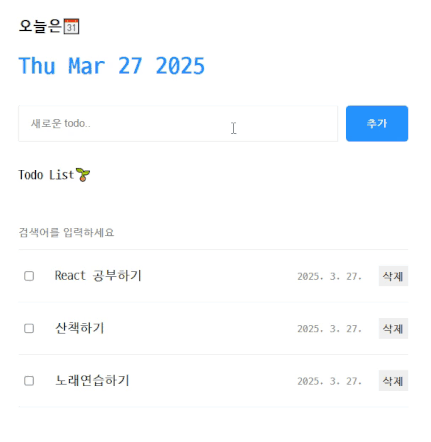 오늘은📅
Thu Mar 27 2025
새로운 todo...
추가
Todo List🌱
검색어를 입력하세요
React 공부하기 2025. 3. 27. 삭제
산책하기 2025. 3. 27. 삭제
노래연습하기 2025. 3. 27. 삭제